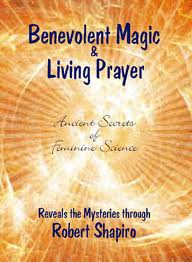 Benevolent Magic
&
Living Prayer
Ancient Secrets
of
Feminine Science
Reveals the Mysteries through
Robert Shapiro